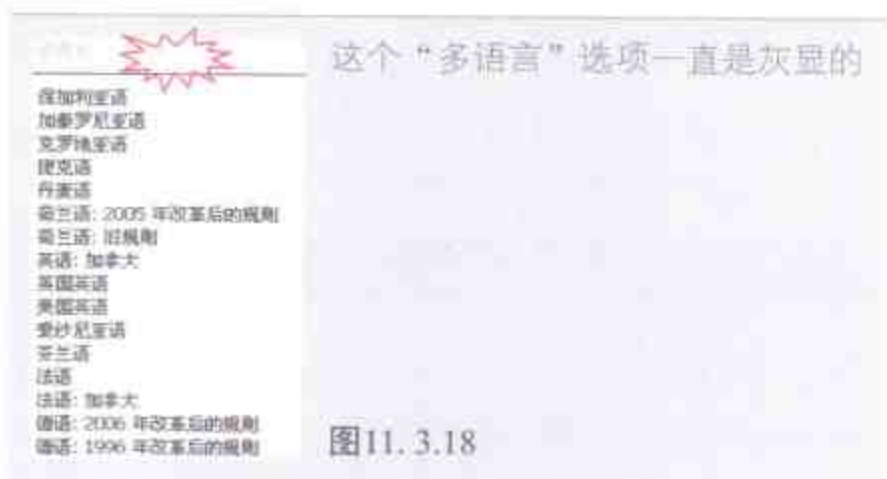 这个“多语言”选项一直是灰显的
保加利亚语
加泰罗尼亚语
克罗地亚语
捷克语
丹麦语
荷兰语: 2005 年改革后的规则
荷兰语: 旧规则
英语: 加拿大
英国英语
美国英语
爱沙尼亚语
芬兰语
法语
法语: 加拿大
德语: 2006 年改革后的规则
德语: 1996 年改革后的规则
图11.3.18